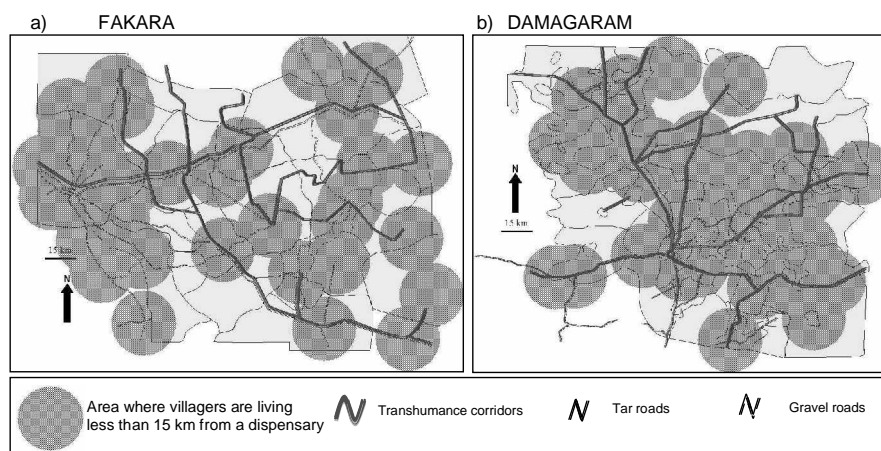 a) FAKARA
b) DAMAGARAM
N
15 km
15 km
N
Area where villagers are living
less than 15 km from a dispensary
Transhumance corridors
Tar roads
Gravel roads